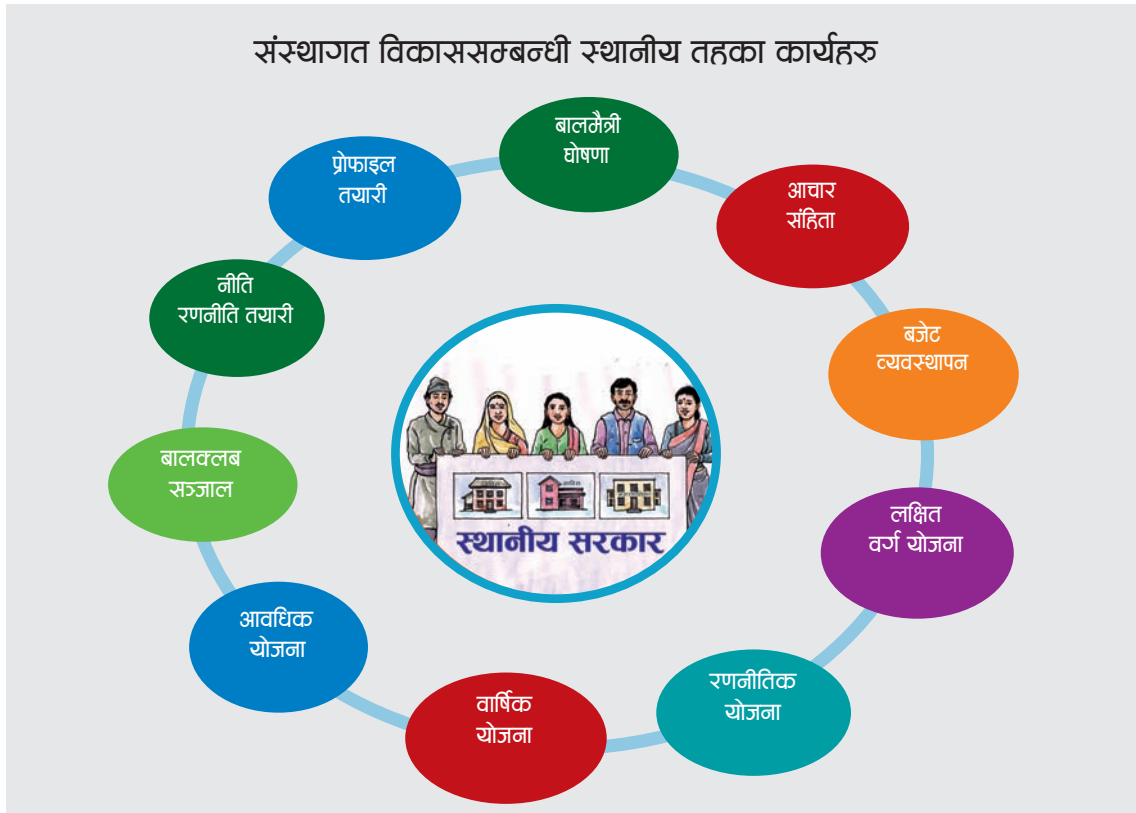 संस्थागत विकाससम्बन्धी स्थानीय तहका कार्यहरु
बालमैत्री
घोषणा
आचार
संहिता
बजेट
व्यवस्थापन
लक्षित
वर्ग योजना
रणनीतिक
योजना
वार्षिक
योजना
आवधिक
योजना
बालक्लब
सञ्जाल
नीति
रणनीति तयारी
प्रोफाइल
तयारी
स्थानीय सरकार